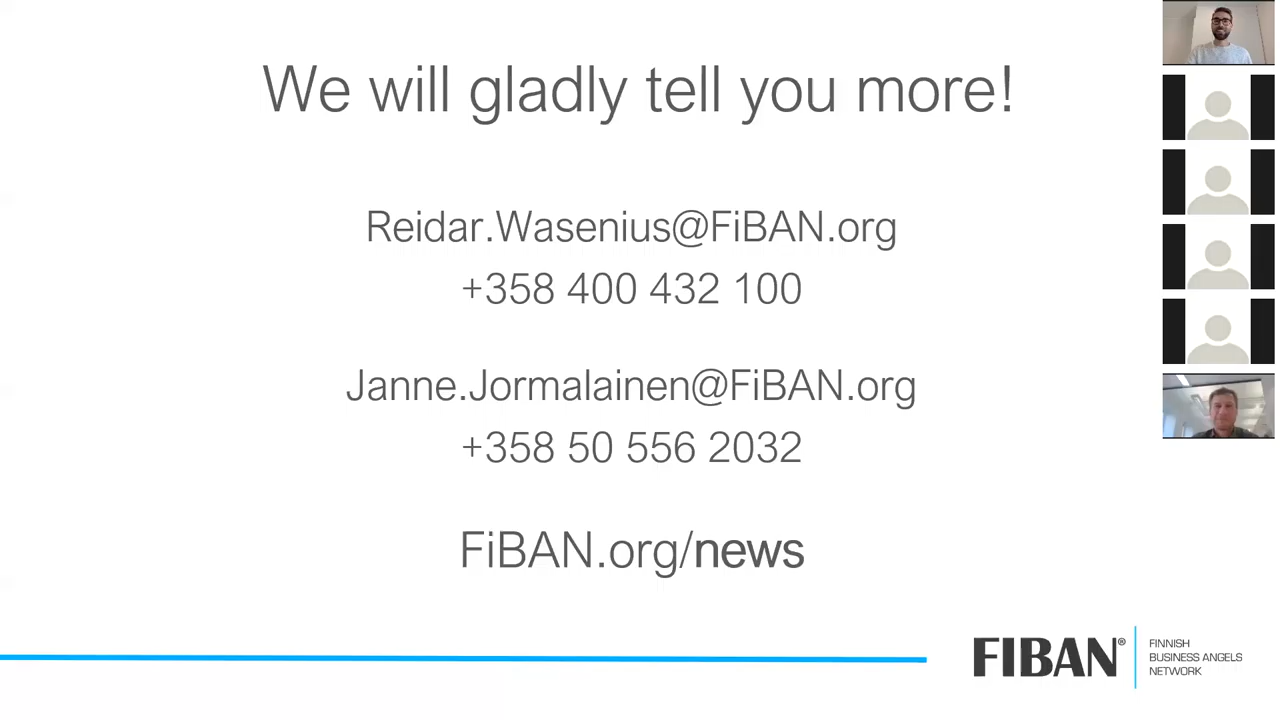 We will gladly tell you more!
Reidar.Wasenius@FiBAN.org
+358 400 432 100
Janne.Jormalainen@FiBAN.org
+358 50 556 2032
FiBAN.org/news
FIBAN®
FINNISH
BUSINESS ANGELS
NETWORK